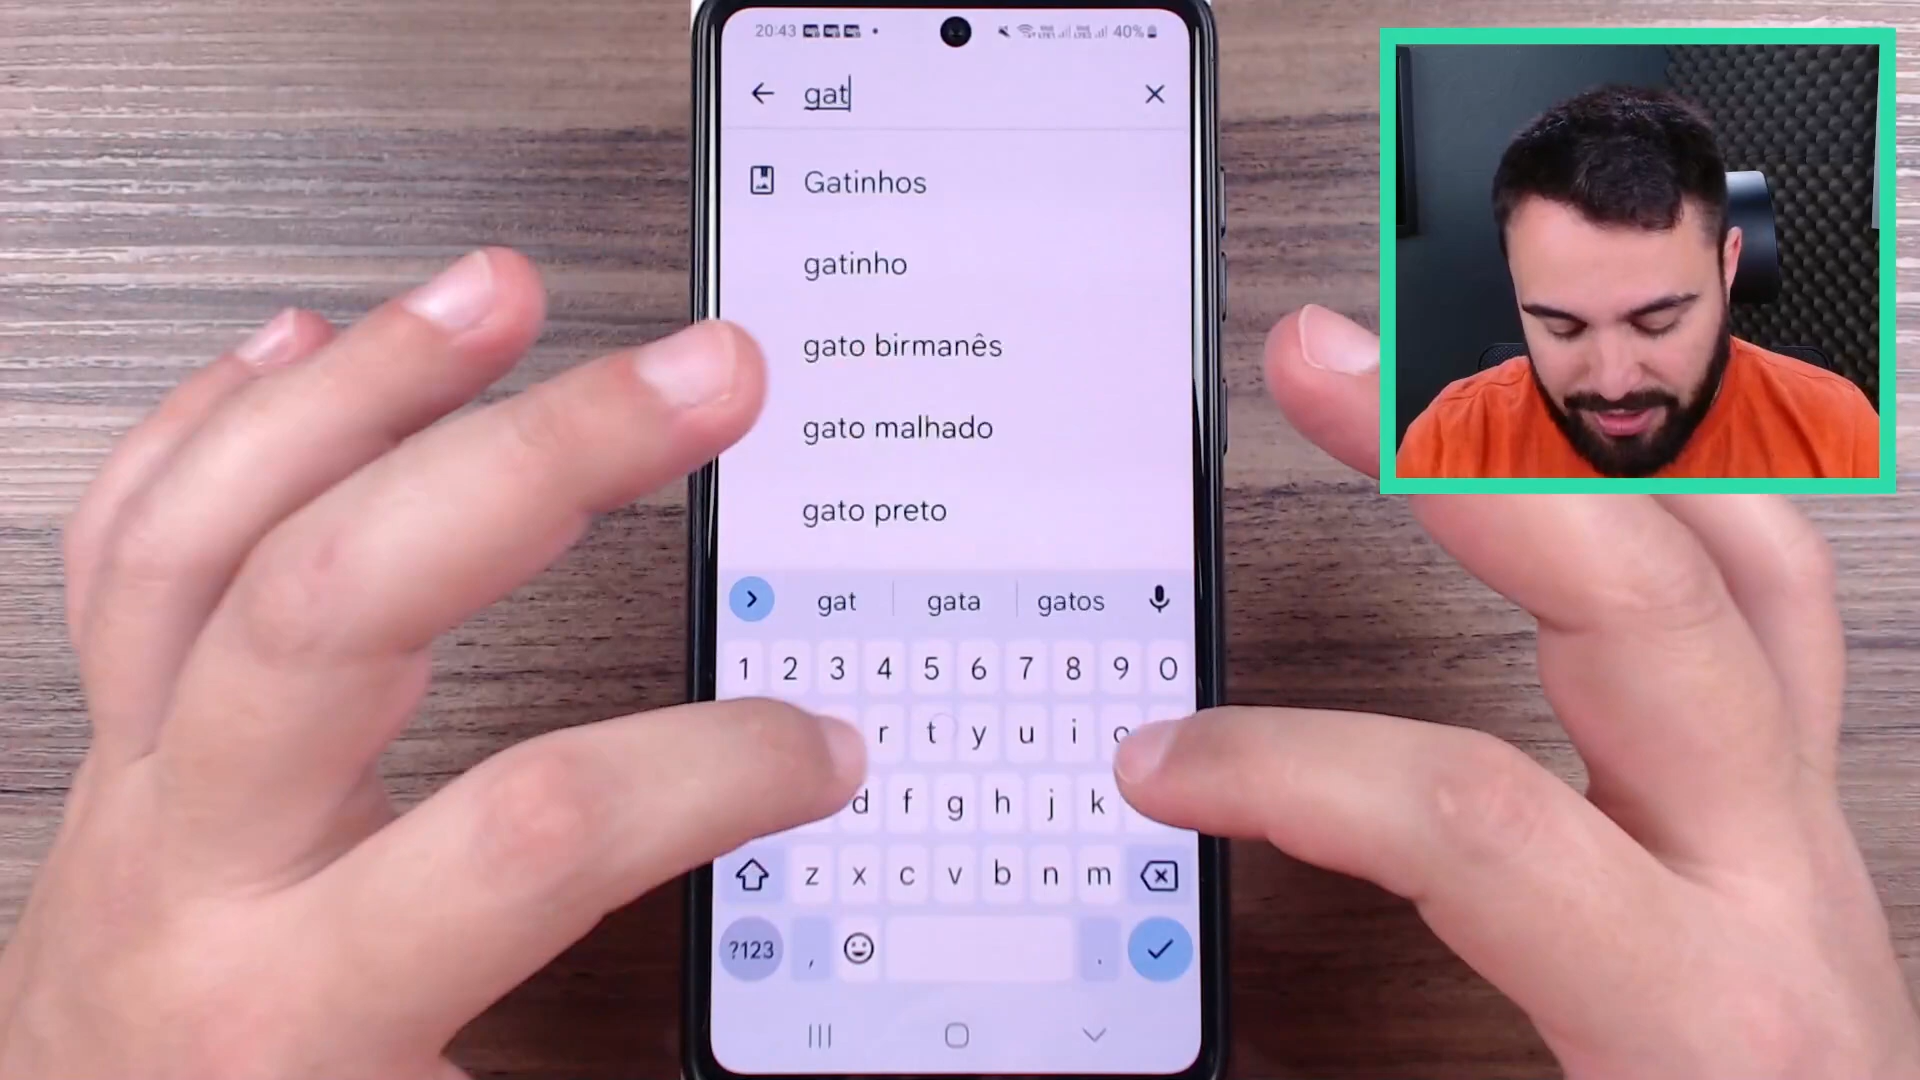 20:43
40%
gat
Gatinhos
gatinho
gato birmanês
gato malhado
gato preto
gat gata gatos
1 2 3 4 5 6 7 8 9 0
r t y u i o
d f g h j k
z x c v b n m
?123 , .